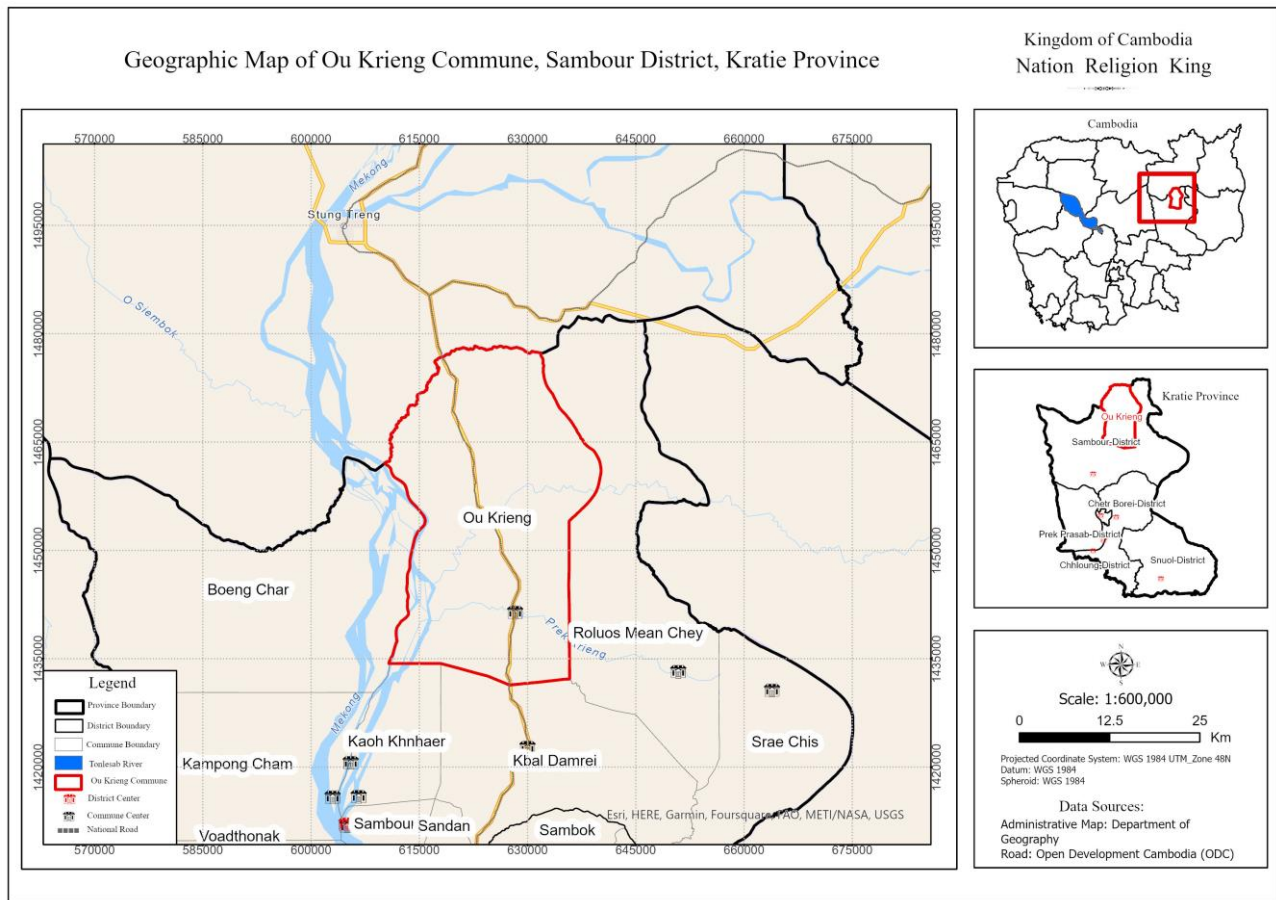 Geographic Map of Ou Krieng Commune, Sambour District, Kratie Province
Kingdom of Cambodia
Nation Religion King
570000 585000 600000 615000 630000 645000 660000 675000
1495000
1480000
1465000
1450000
1435000
1420000
Mekong
Stung Treng
O Siembok
Ou Krieng
Boeng Char
Roluos Mean Chey
Prek Krieng
Mekong
Kaoh Khnhaer
Kampong Cham
Kbal Damrei
Srae Chis
Voadthonak
Sambour
Sandan
Sambok
Esri, HERE, Garmin, Foursquare, FAO, METI/NASA, USGS
1495000
1480000
1465000
1450000
1435000
1420000
570000 585000 600000 615000 630000 645000 660000 675000
Legend
Province Boundary
District Boundary
Commune Boundary
Tonlesab River
Ou Krieng Commune
District Center
Commune Center
National Road
Cambodia
Kratie Province
Ou Krieng
Sambour-District
Chetr Borei-District
Prek Prasab-District
Chhloung-District
Snuol-District
N
W E
S
Scale: 1:600,000
0 12.5 25
Km
Projected Coordinate System: WGS 1984 UTM_Zone 48N
Datum: WGS 1984
Spheroid: WGS 1984
Data Sources:
Administrative Map: Department of
Geography
Road: Open Development Cambodia (ODC)